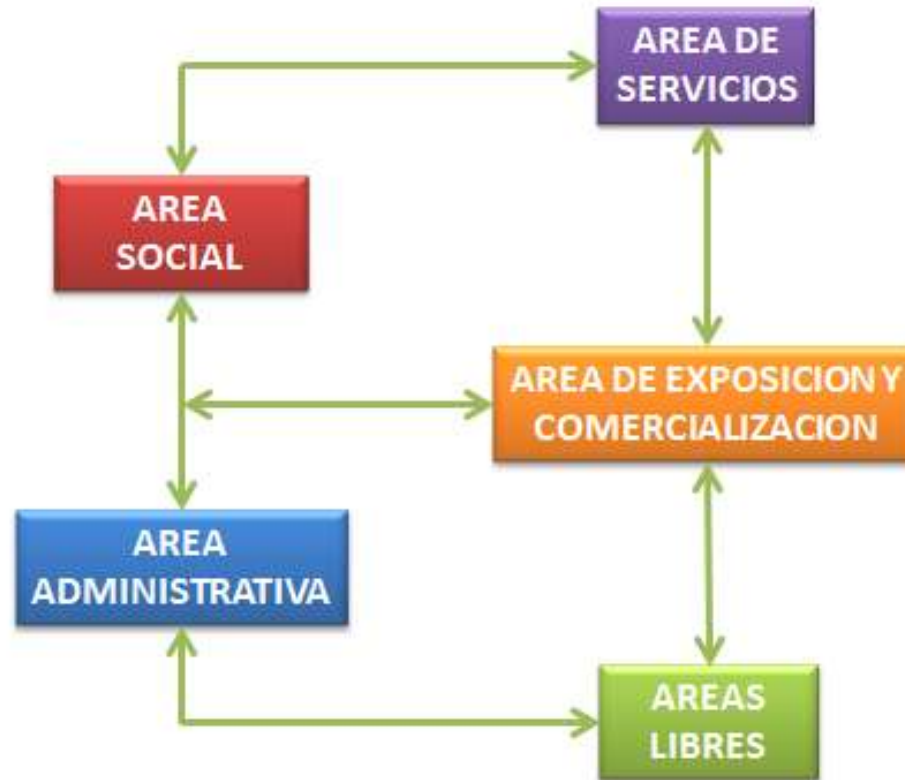 AREA DE
SERVICIOS
AREA
SOCIAL
AREA DE EXPOSICION Y
COMERCIALIZACION
AREA
ADMINISTRATIVA
AREAS
LIBRES